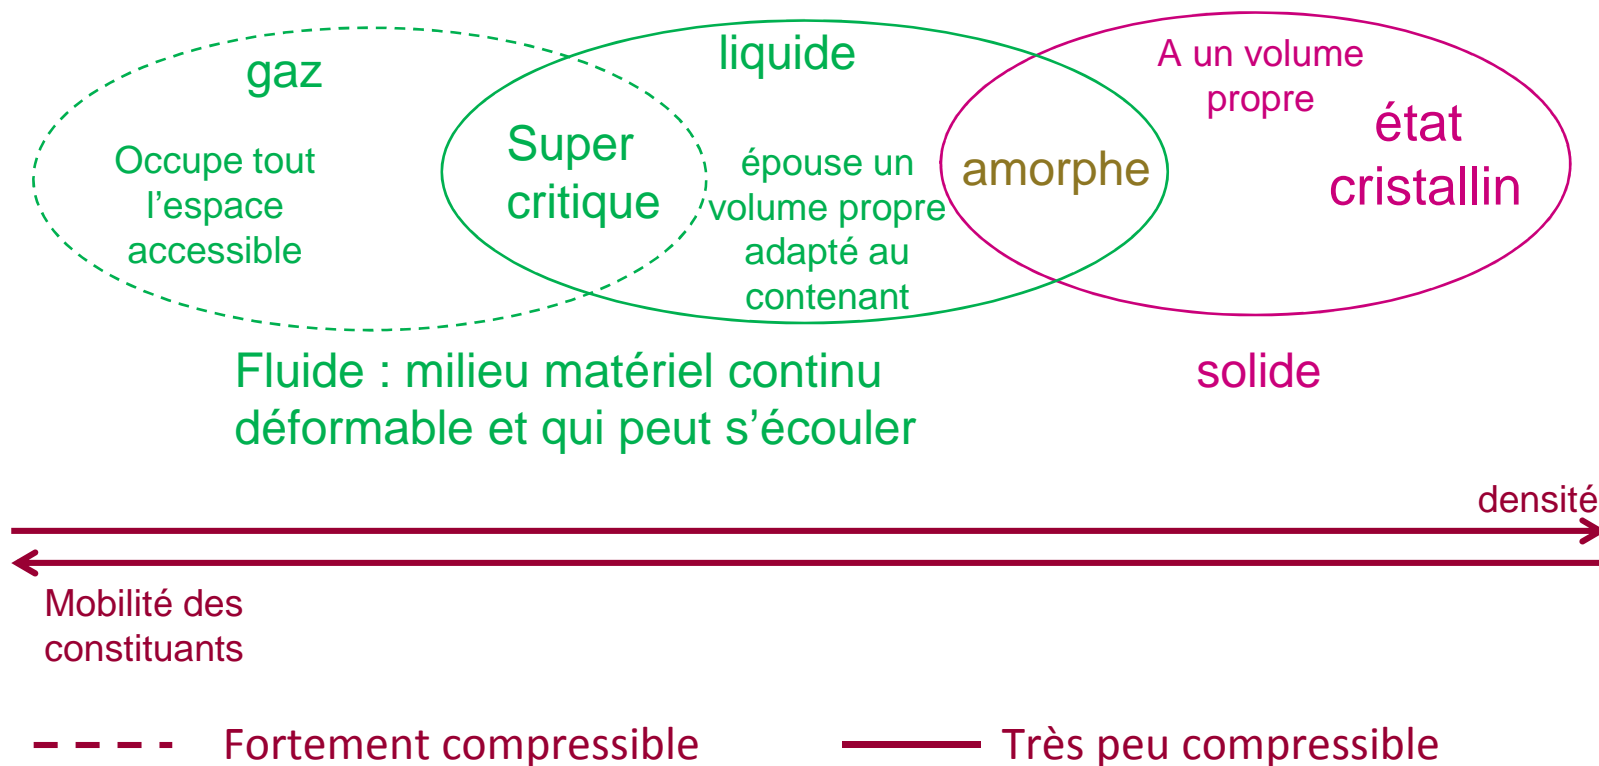 gaz
Occupe tout
l'espace
accessible
Super
critique
liquide
épouse un
volume propre
adapté au
contenant
amorphe
A un volume
propre
état
cristallin
Fluide : milieu matériel continu
déformable et qui peut s'écouler
solide
densité
Mobilité des
constituants
Fortement compressible
Très peu compressible